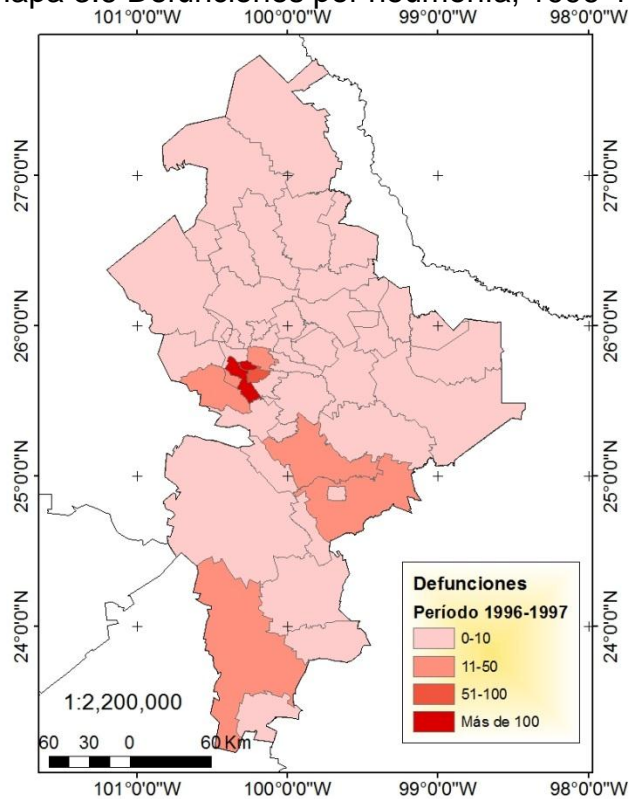 Defunciones por neumonía,
101°0'0"W 100°0'0"W 99°0'0"W 98°0'0"W
27°0'0"N 27°0'0"N
26°0'0"N 26°0'0"N
25°0'0"N 25°0'0"N
24°0'0"N 24°0'0"N
Defunciones
Período 1996-1997
0-10
11-50
51-100
Más de 100
1:2,200,000
60 30 0 60 Km
101°0'0"W 100°0'0"W 99°0'0"W 98°0'0"W